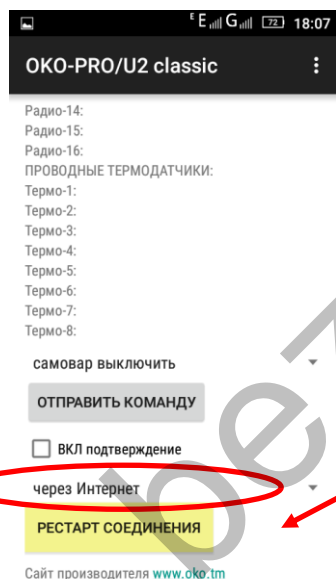 E E G 72 18:07
OKO-PRO/U2 classic
Радио-14:
Радио-15:
Радио-16:
ПРОВОДНЫЕ ТЕРМОДАТЧИКИ:
Термо-1:
Термо-2:
Термо-3:
Термо-4:
Термо-5:
Термо-6:
Термо-7:
Термо-8:
самовар выключить
ОТПРАВИТЬ КОМАНДУ
ВКЛ подтверждение
через Интернет
РЕСТАРТ СОЕДИНЕНИЯ
Сайт производителя www.oko.tm